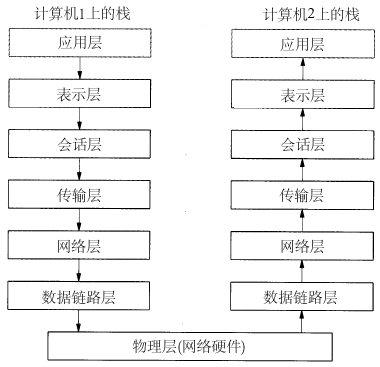 计算机1上的栈 计算机2上的栈
应用层 应用层
表示层 表示层
会话层 会话层
传输层 传输层
网络层 网络层
数据链路层 数据链路层
物理层(网络硬件)